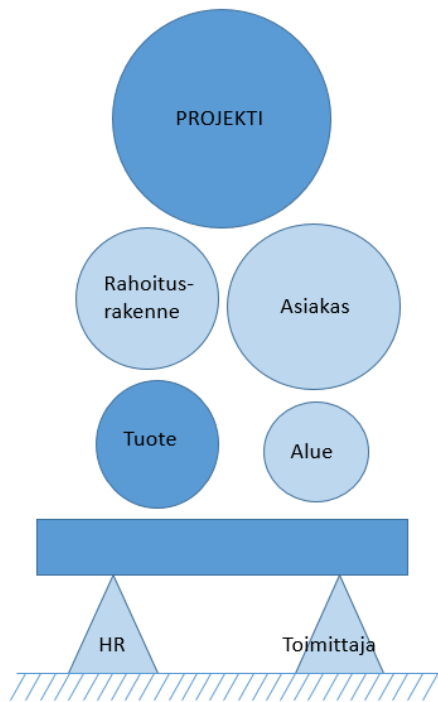 PROJEKTI
Rahoitus-
rakenne
Asiakas
Tuote
Alue
HR
Toimittaja